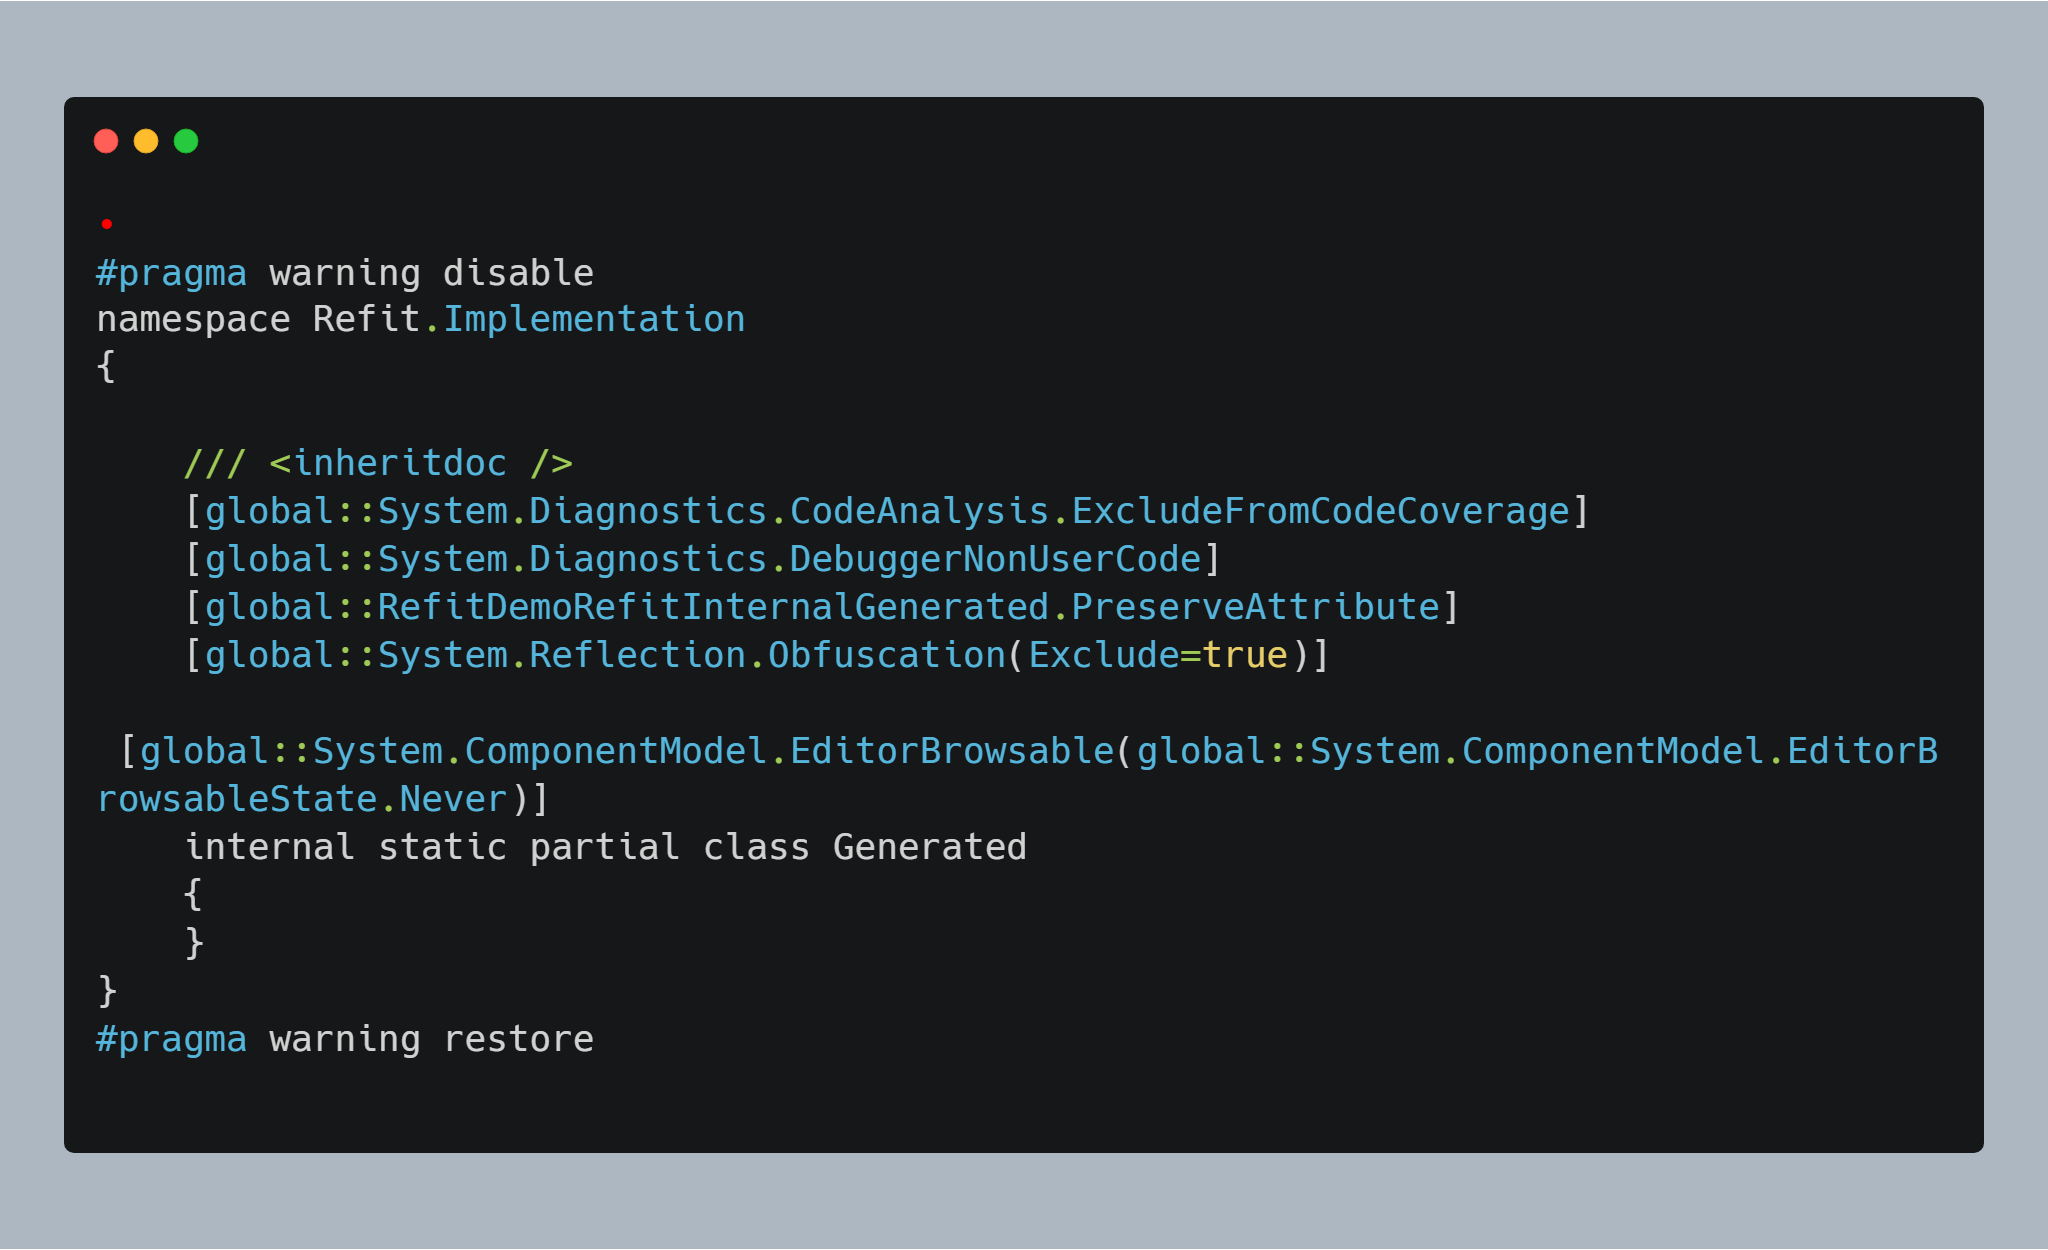 #pragma warning disable
namespace Refit.Implementation
{
/// <inheritdoc />
[global::System.Diagnostics.CodeAnalysis.ExcludeFromCodeCoverage]
[global::System.Diagnostics.DebuggerNonUserCode]
[global::RefitDemoRefitInternalGenerated.PreserveAttribute]
[global::System.Reflection.Obfuscation(Exclude=true)]
[global::System.ComponentModel.EditorBrowsable(global::System.ComponentModel.EditorB
rowsableState.Never)]
internal static partial class Generated
{
}
}
#pragma warning restore